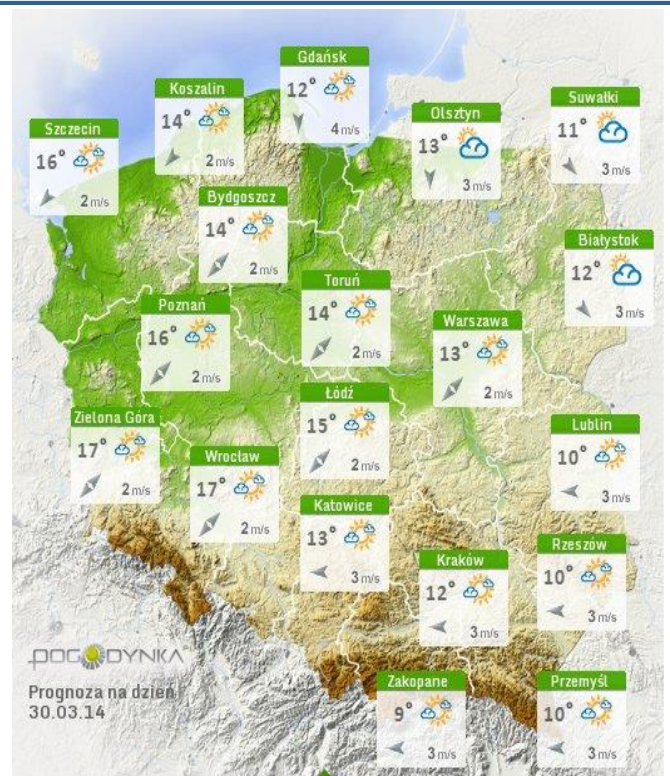 Gdańsk
12°
4 m/s
Koszalin
14°
2 m/s
Suwałki
11°
3 m/s
Olsztyn
13°
3 m/s
Szczecin
16°
2 m/s
Bydgoszcz
14°
2 m/s
Białystok
12°
3 m/s
Toruń
14°
2 m/s
Poznań
16°
2 m/s
Warszawa
13°
2 m/s
Łódź
15°
2 m/s
Zielona Góra
17°
2 m/s
Lublin
10°
3 m/s
Wrocław
17°
2 m/s
Katowice
13°
3 m/s
Rzeszów
10°
3 m/s
Kraków
12°
3 m/s
POGODYNKA
Prognoza na dzień
30.03.14
Zakopane
9°
3 m/s
Przemyśl
10°
3 m/s